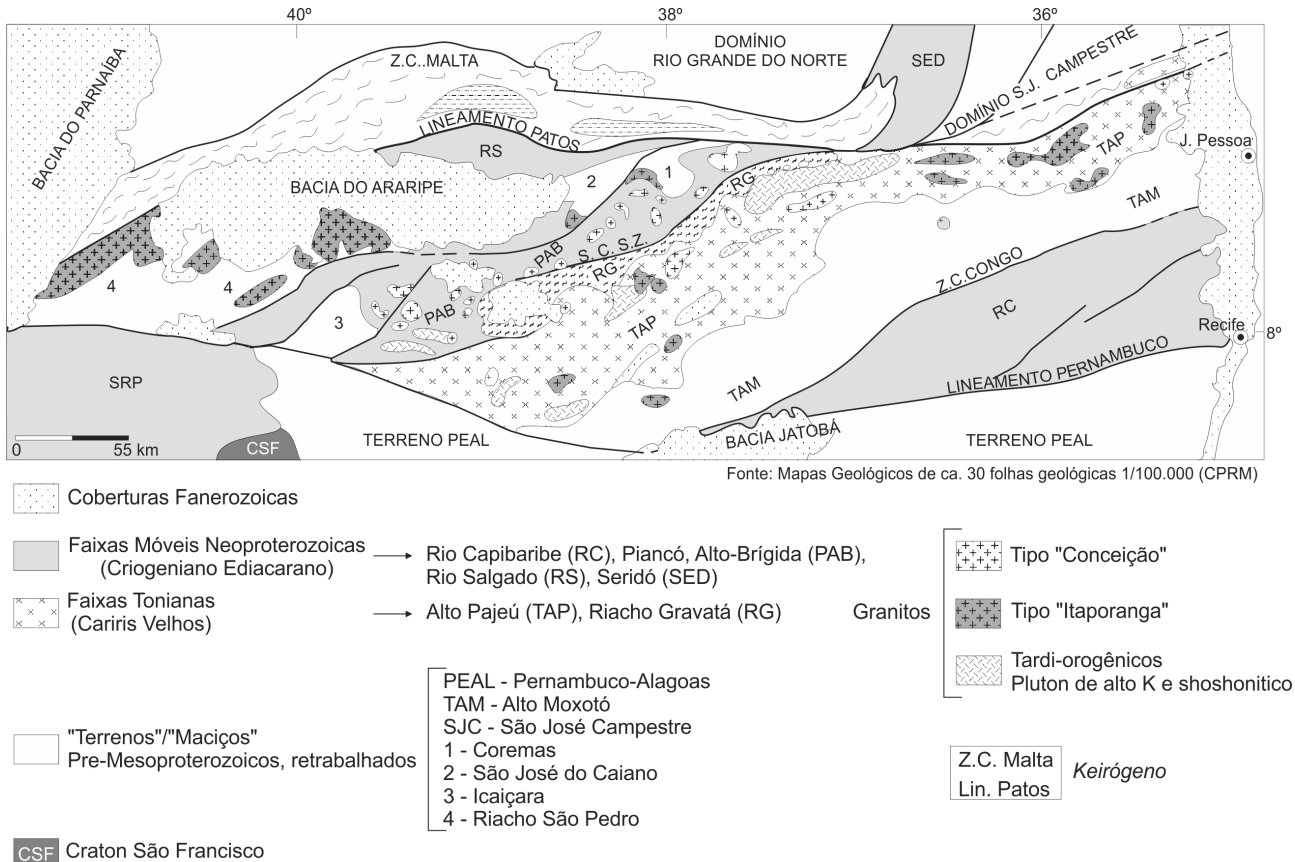 40º
38º
36º
BACIA DO PARNAÍBA
Z.C..MALTA
DOMÍNIO
RIO GRANDE DO NORTE
SED
DOMÍNIO S.J. CAMPESTRE
LINEAMENTO PATOS
RS
TAP
J. Pessoa
BACIA DO ARARIPE
2
1
RG
TAM
PAB
S. C. S.Z.
RG
4
4
Z.C.CONGO
RC
3
PAB
TAP
Recife
8º
SRP
TAM
LINEAMENTO PERNAMBUCO
0
55 km
CSF
TERRENO PEAL
BACIA JATOBÁ
TERRENO PEAL
Fonte: Mapas Geológicos de ca. 30 folhas geológicas 1/100.000 (CPRM)
Coberturas Fanerozoicas
Faixas Móveis Neoproterozoicas
(Criogeniano Ediacarano)
Rio Capibaribe (RC), Piancó, Alto-Brígida (PAB),
Rio Salgado (RS), Seridó (SED)
Faixas Tonianas
(Cariris Velhos)
Alto Pajeú (TAP), Riacho Gravatá (RG)
Granitos
Tipo "Conceição"
Tipo "Itaporanga"
Tardi-orogênicos
Pluton de alto K e shoshonitico
"Terrenos"/"Maciços"
Pre-Mesoproterozoicos, retrabalhados
PEAL - Pernambuco-Alagoas
TAM - Alto Moxotó
SJC - São José Campestre
1 - Coremas
2 - São José do Caiano
3 - Icaiçara
4 - Riacho São Pedro
Z.C. Malta
Lin. Patos
Keirógeno
CSF
Craton São Francisco